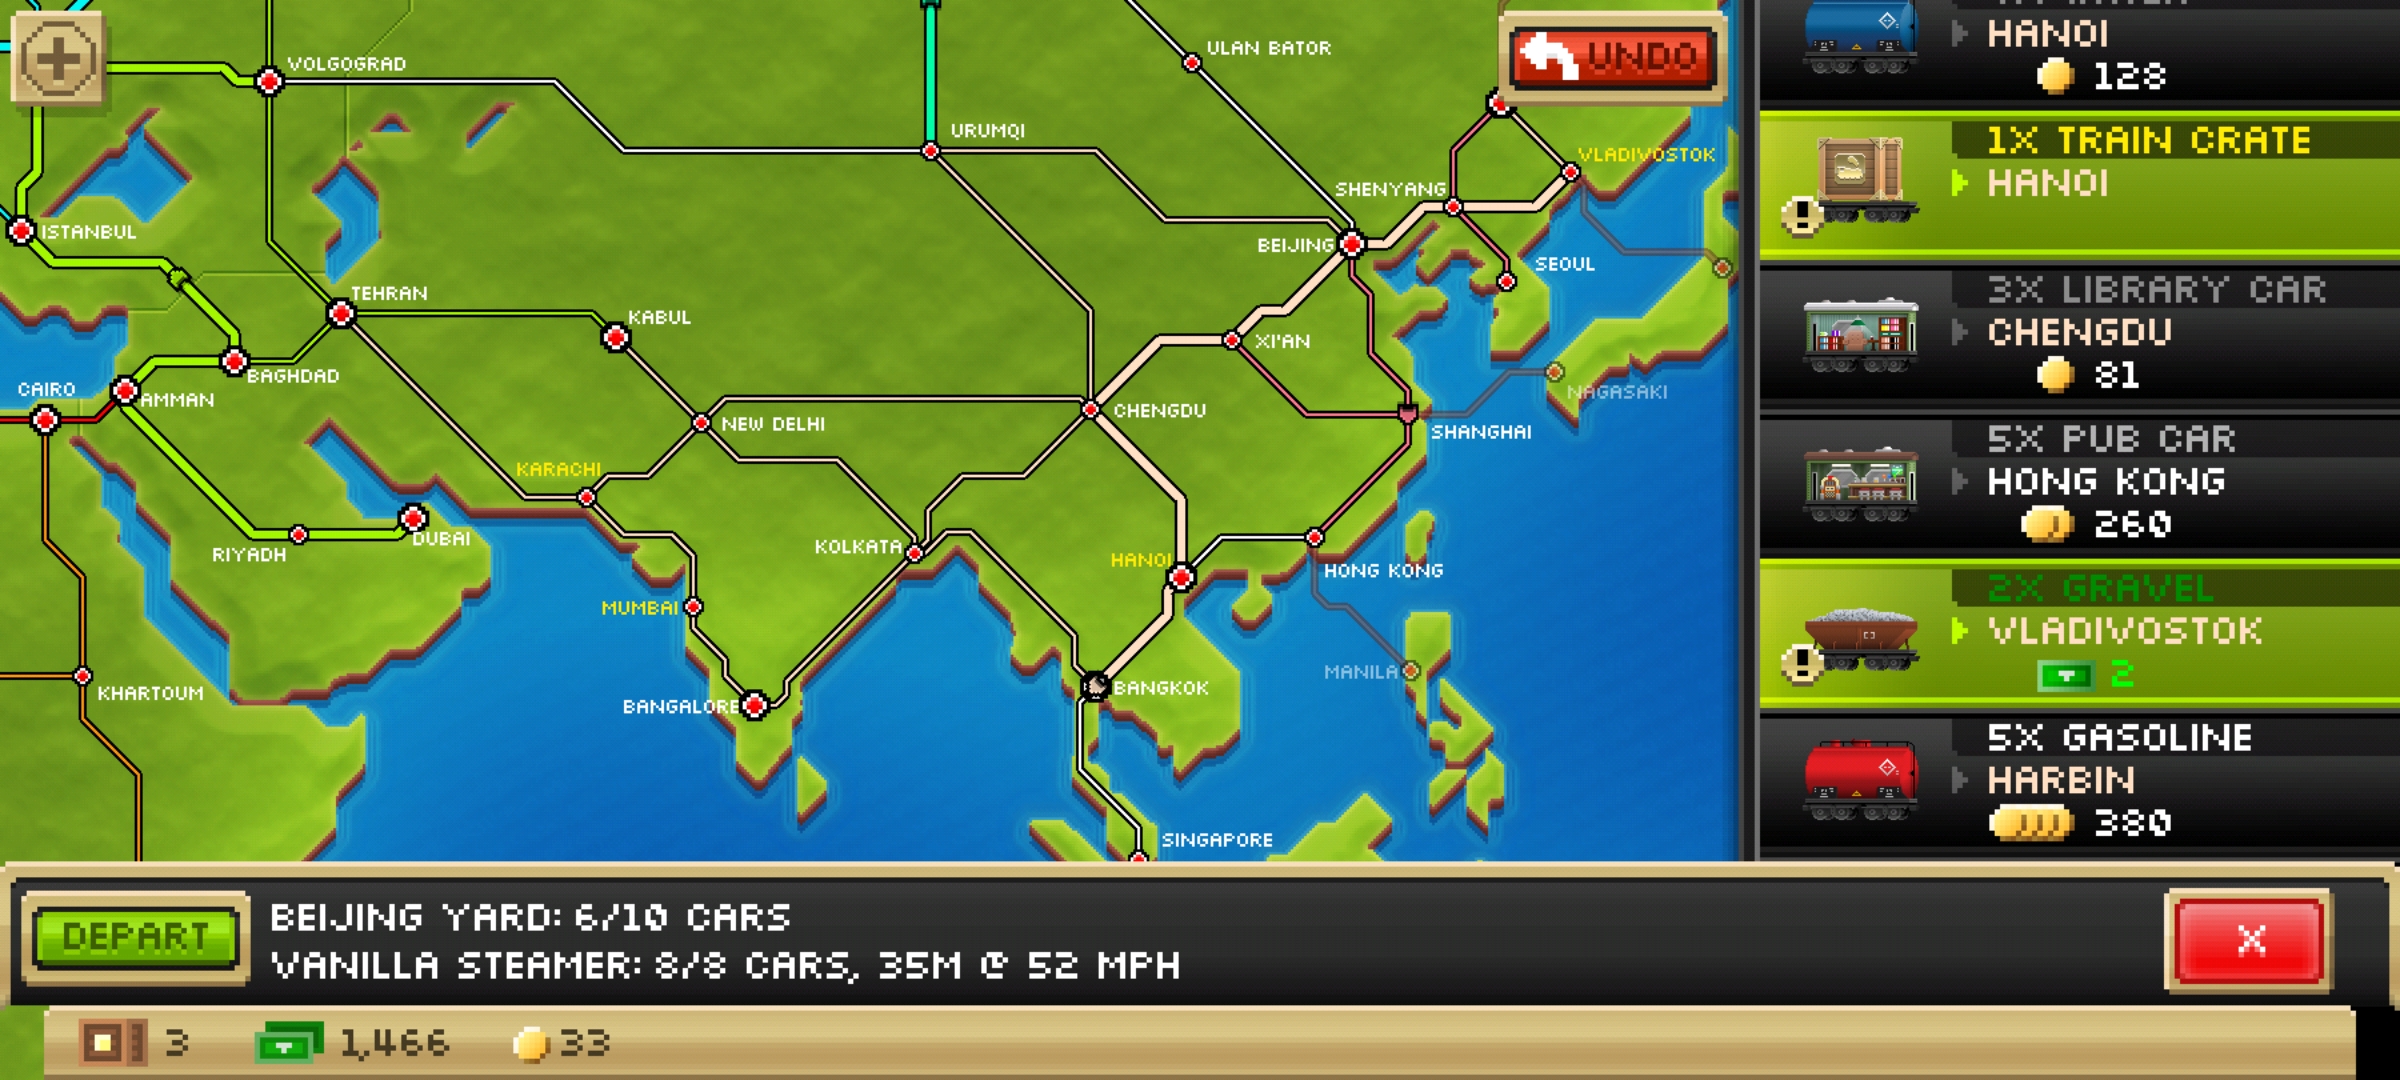 VOLGOGRAD
ULAN BATOR
UNDO
URUMQI
VLADIVOSTOK
SHENYANG
ISTANBUL
BEIJING
SEOUL
TEHRAN
KABUL
XI'AN
BAGHDAD
CAIRO
AMMAN
NAGASAKI
NEW DELHI
CHENGDU
SHANGHAI
KARACHI
DUBAI
RIYADH
KOLKATA
HANOI
HONG KONG
MUMBAI
MANILA
KHARTOUM
BANGALORE
BANGKOK
SINGAPORE
HANOI
128
1X TRAIN CRATE
HANOI
3X LIBRARY CAR
CHENGDU
81
5X PUB CAR
HONG KONG
260
2X GRAVEL
VLADIVOSTOK
2
5X GASOLINE
HARBIN
380
DEPART
BEIJING YARD: 6/10 CARS
VANILLA STEAMER: 8/8 CARS, 35M @ 52 MPH
X
3
1,466
33